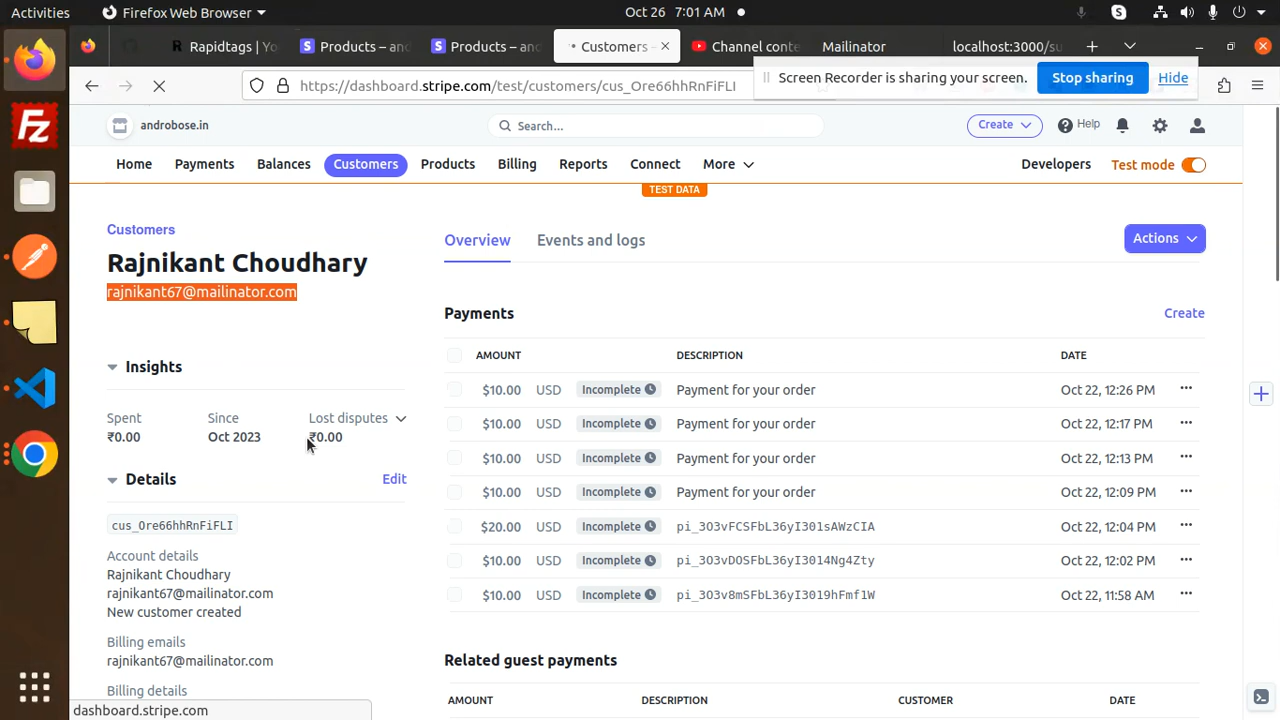 Activities
Firefox Web Browser
Oct 26 7:01 AM
Rapidtags | Yo
Products – and
Products – and
Customers –
Channel conte
Mailinator
localhost:3000/su
https://dashboard.stripe.com/test/customers/cus_Ore66hhRnFiFLI
Screen Recorder is sharing your screen.
Stop sharing
Hide
androbose.in
Search...
Create
Help
Home
Payments
Balances
Customers
Products
Billing
Reports
Connect
More
Developers
Test mode
TEST DATA
Customers
Rajnikant Choudhary
rajnikant67@mailinator.com
Overview
Events and logs
Actions
Insights
Spent
Since
Lost disputes
₹0.00
Oct 2023
₹0.00
Details
Edit
cus_Ore66hhRnFiFLI
Account details
Rajnikant Choudhary
rajnikant67@mailinator.com
New customer created
Billing emails
rajnikant67@mailinator.com
Billing details
Payments
Create
AMOUNT DESCRIPTION DATE
$10.00 USD Incomplete Payment for your order Oct 22, 12:26 PM
$10.00 USD Incomplete Payment for your order Oct 22, 12:17 PM
$10.00 USD Incomplete Payment for your order Oct 22, 12:13 PM
$10.00 USD Incomplete Payment for your order Oct 22, 12:09 PM
$20.00 USD Incomplete pi_3O3vFCSFbL36yI301sAWzCIA Oct 22, 12:04 PM
$10.00 USD Incomplete pi_3O3vDOSFbL36yI3014Ng4Zty Oct 22, 12:02 PM
$10.00 USD Incomplete pi_3O3v8mSFbL36yI3019hFmf1W Oct 22, 11:58 AM
Related guest payments
AMOUNT DESCRIPTION CUSTOMER DATE
dashboard.stripe.com